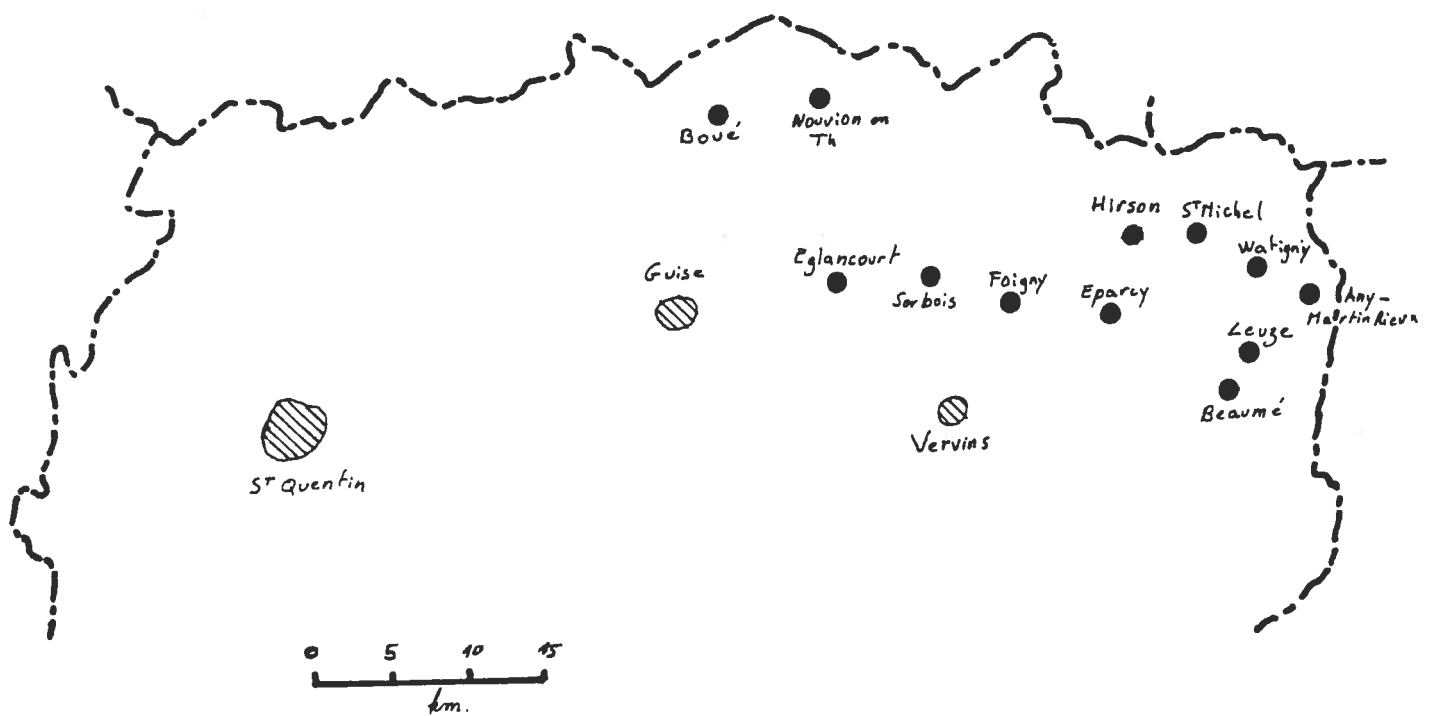 Boué
Nouvion en
Th
Hirson
Sᵀ Michel
Watigny
Any-
Martin Rieux
Guise
Eglancourt
Sorbois
Foigny
Eparcy
Leuze
Beaumé
Vervins
Sᵀ Quentin
0 5 10 15
km.